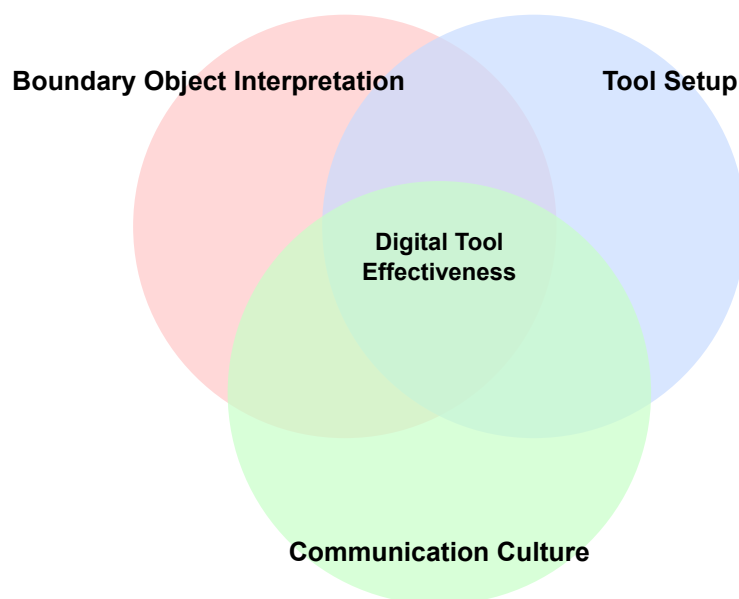 Boundary Object Interpretation
Tool Setup
Digital Tool
Effectiveness
Communication Culture